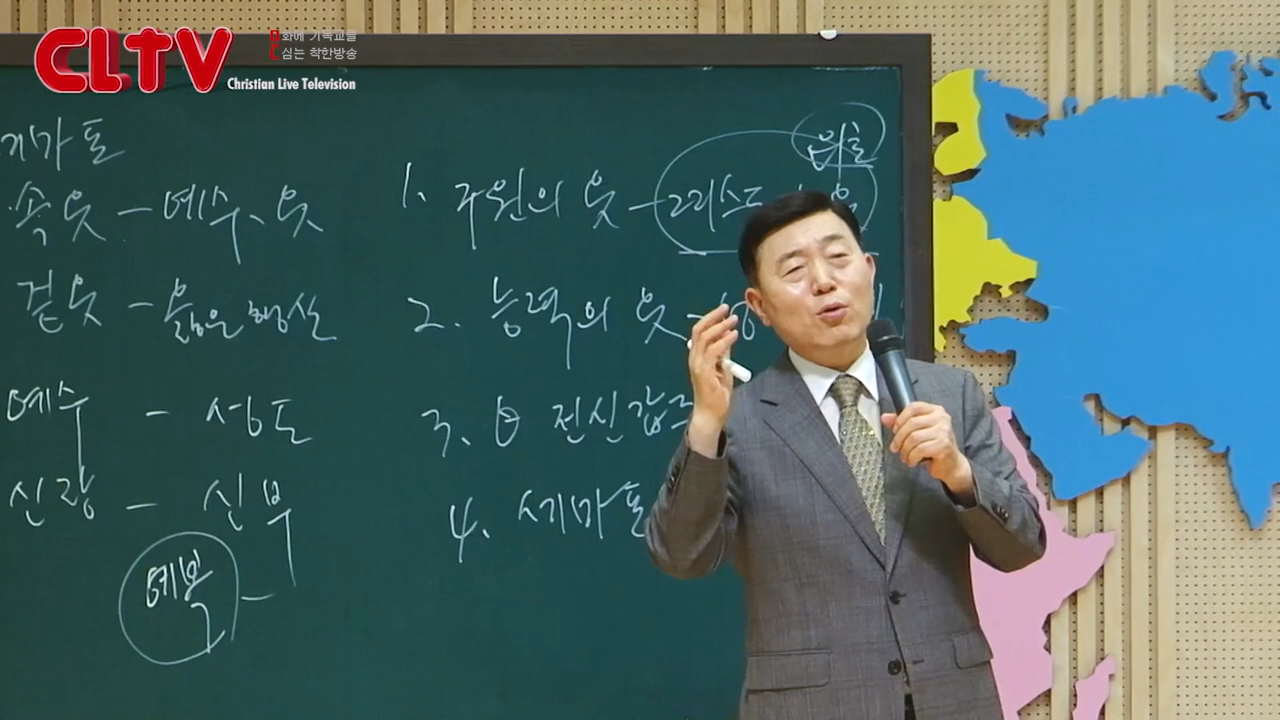 CLTV
Christian Live Television
화에 기독교를
심는 착한방송
세마포
속옷 - 예수、옷
겉옷 - 옳은 행실
예수 - 성도
신랑 - 신부
예복 -
1. 구원의 옷 - 그리스도
2. 능력의 옷 -
3. 전신갑주
4. 세마포